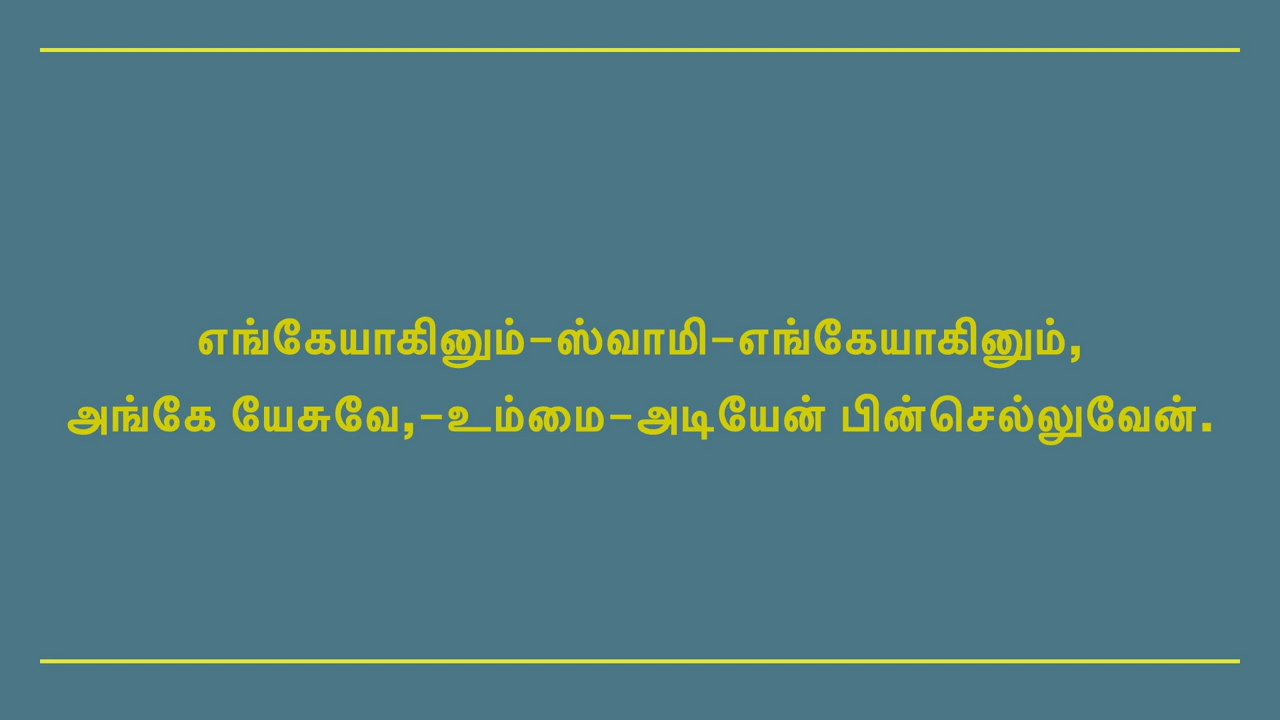 எங்கேயாகினும்-ஸ்வாமி-எங்கேயாகினும்,
அங்கே யேசுவே,-உம்மை-அடியேன் பின்செல்லுவேன்.